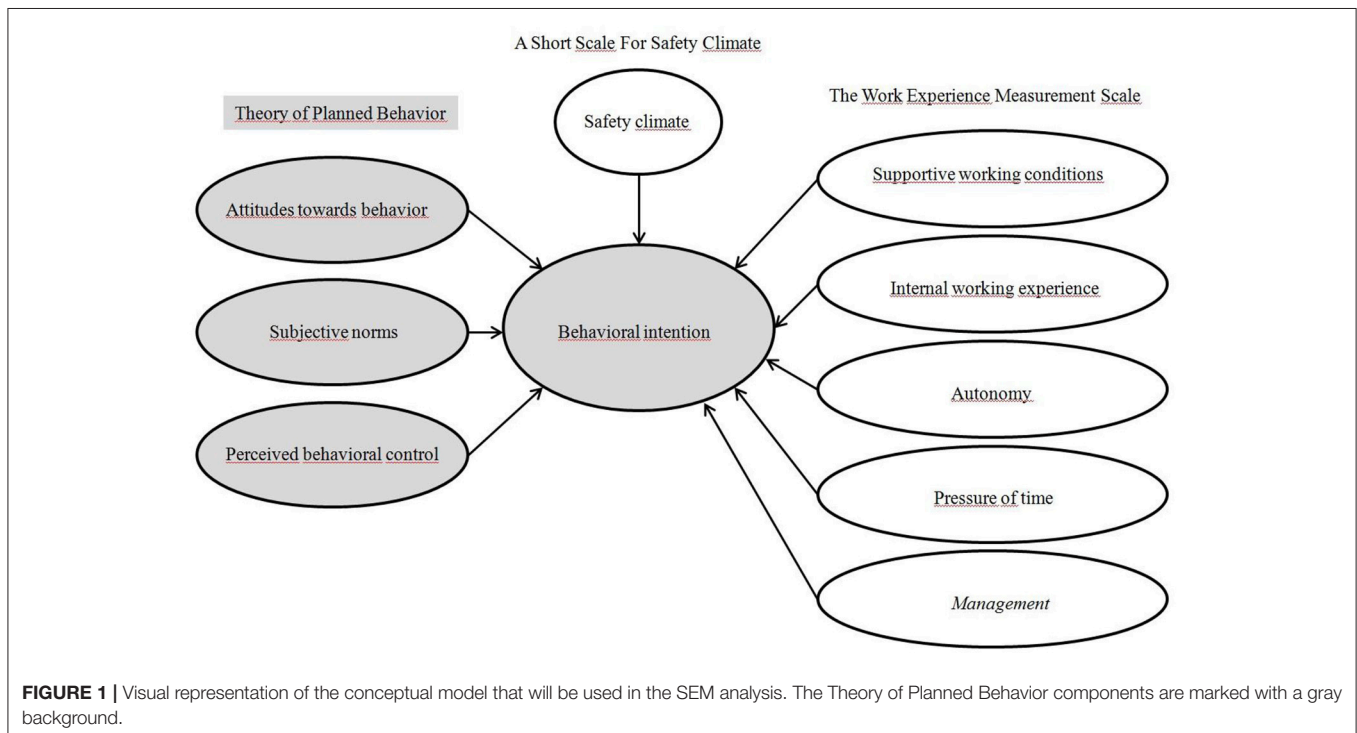 A Short Scale For Safety Climate
Theory of Planned Behavior
Safety climate
The Work Experience Measurement Scale
Attitudes towards behavior
Supportive working conditions
Subjective norms
Behavioral intention
Internal working experience
Perceived behavioral control
Autonomy
Pressure of time
Management
FIGURE 1 | Visual representation of the conceptual model that will be used in the SEM analysis. The Theory of Planned Behavior components are marked with a gray
background.